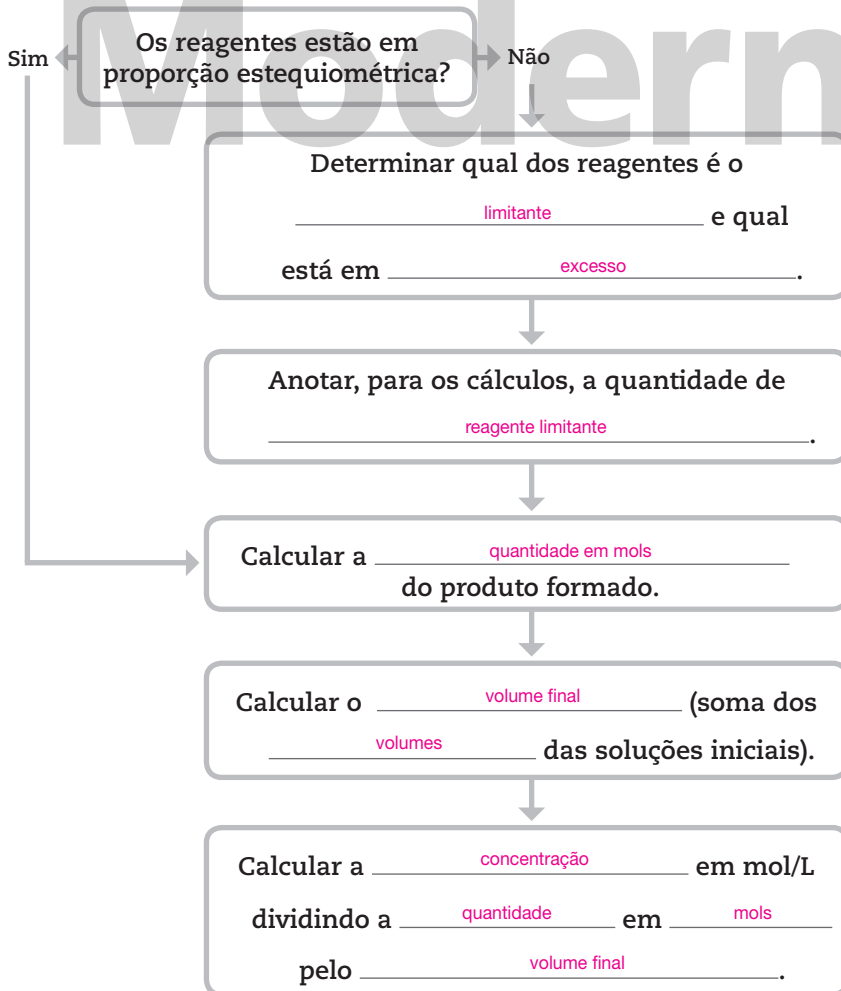 Modern
Os reagentes estão em
proporção estequiométrica?
Sim
Não
Determinar qual dos reagentes é o
limitante e qual
está em excesso.
Anotar, para os cálculos, a quantidade de
reagente limitante.
Calcular a quantidade em mols
do produto formado.
Calcular o volume final (soma dos
volumes das soluções iniciais).
Calcular a concentração em mol/L
dividindo a quantidade em mols
pelo volume final.